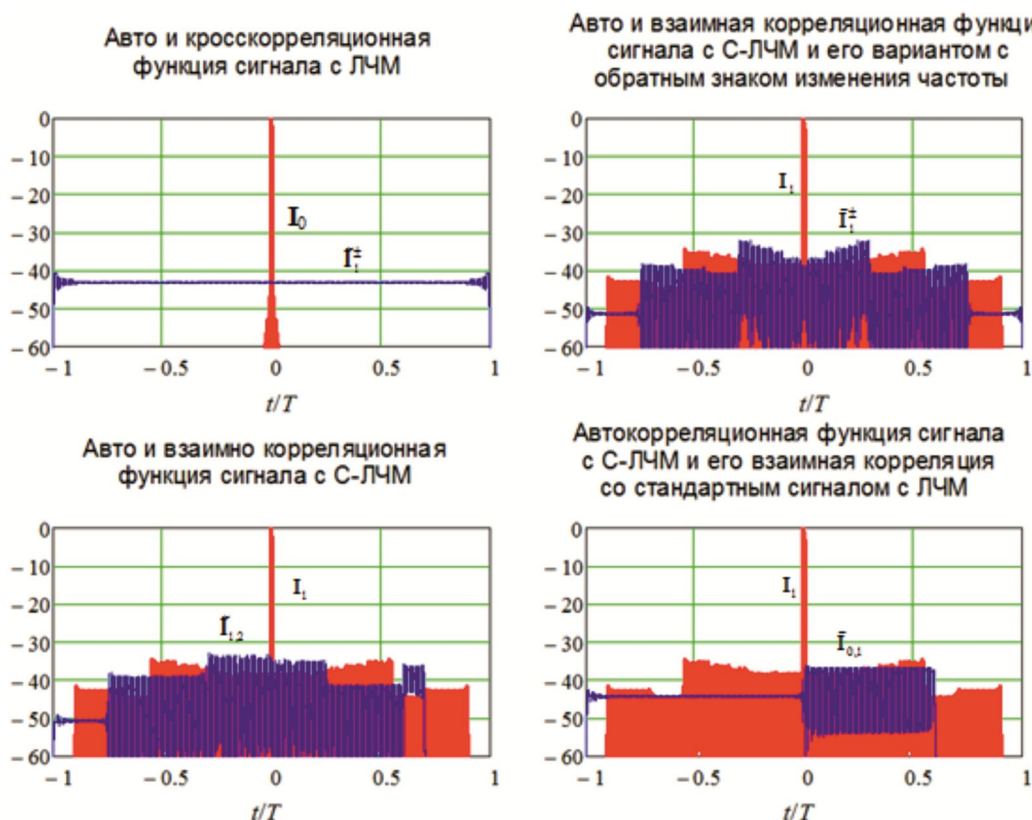 Авто и кросскорреляционная
функция сигнала с ЛЧМ
0
– 10
– 20
– 30
– 40
– 50
– 60
I₀
I₁±
– 1
– 0.5
0
0.5
1
t/T
Авто и взаимная корреляционная функци
сигнала с С-ЛЧМ и его вариантом с
обратным знаком изменения частоты
0
– 10
– 20
– 30
– 40
– 50
– 60
I₁
Ī₁±
– 1
– 0.5
0
0.5
1
t/T
Авто и взаимно корреляционная
функция сигнала с С-ЛЧМ
0
– 10
– 20
– 30
– 40
– 50
– 60
I₁
Ī₁,₂
– 1
– 0.5
0
0.5
1
t/T
Автокорреляционная функция сигнала
с С-ЛЧМ и его взаимная корреляция
со стандартным сигналом с ЛЧМ
0
– 10
– 20
– 30
– 40
– 50
– 60
I₁
Ī₀,₁
– 1
– 0.5
0
0.5
1
t/T